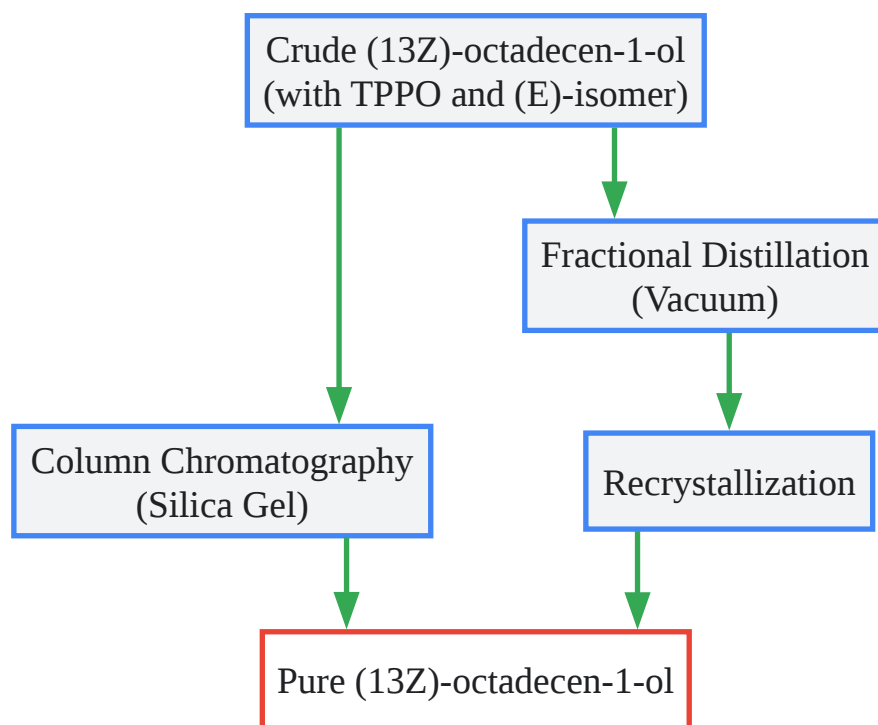 Crude (13Z)-octadecen-1-ol
(with TPPO and (E)-isomer)
Fractional Distillation
(Vacuum)
Column Chromatography
(Silica Gel)
Recrystallization
Pure (13Z)-octadecen-1-ol